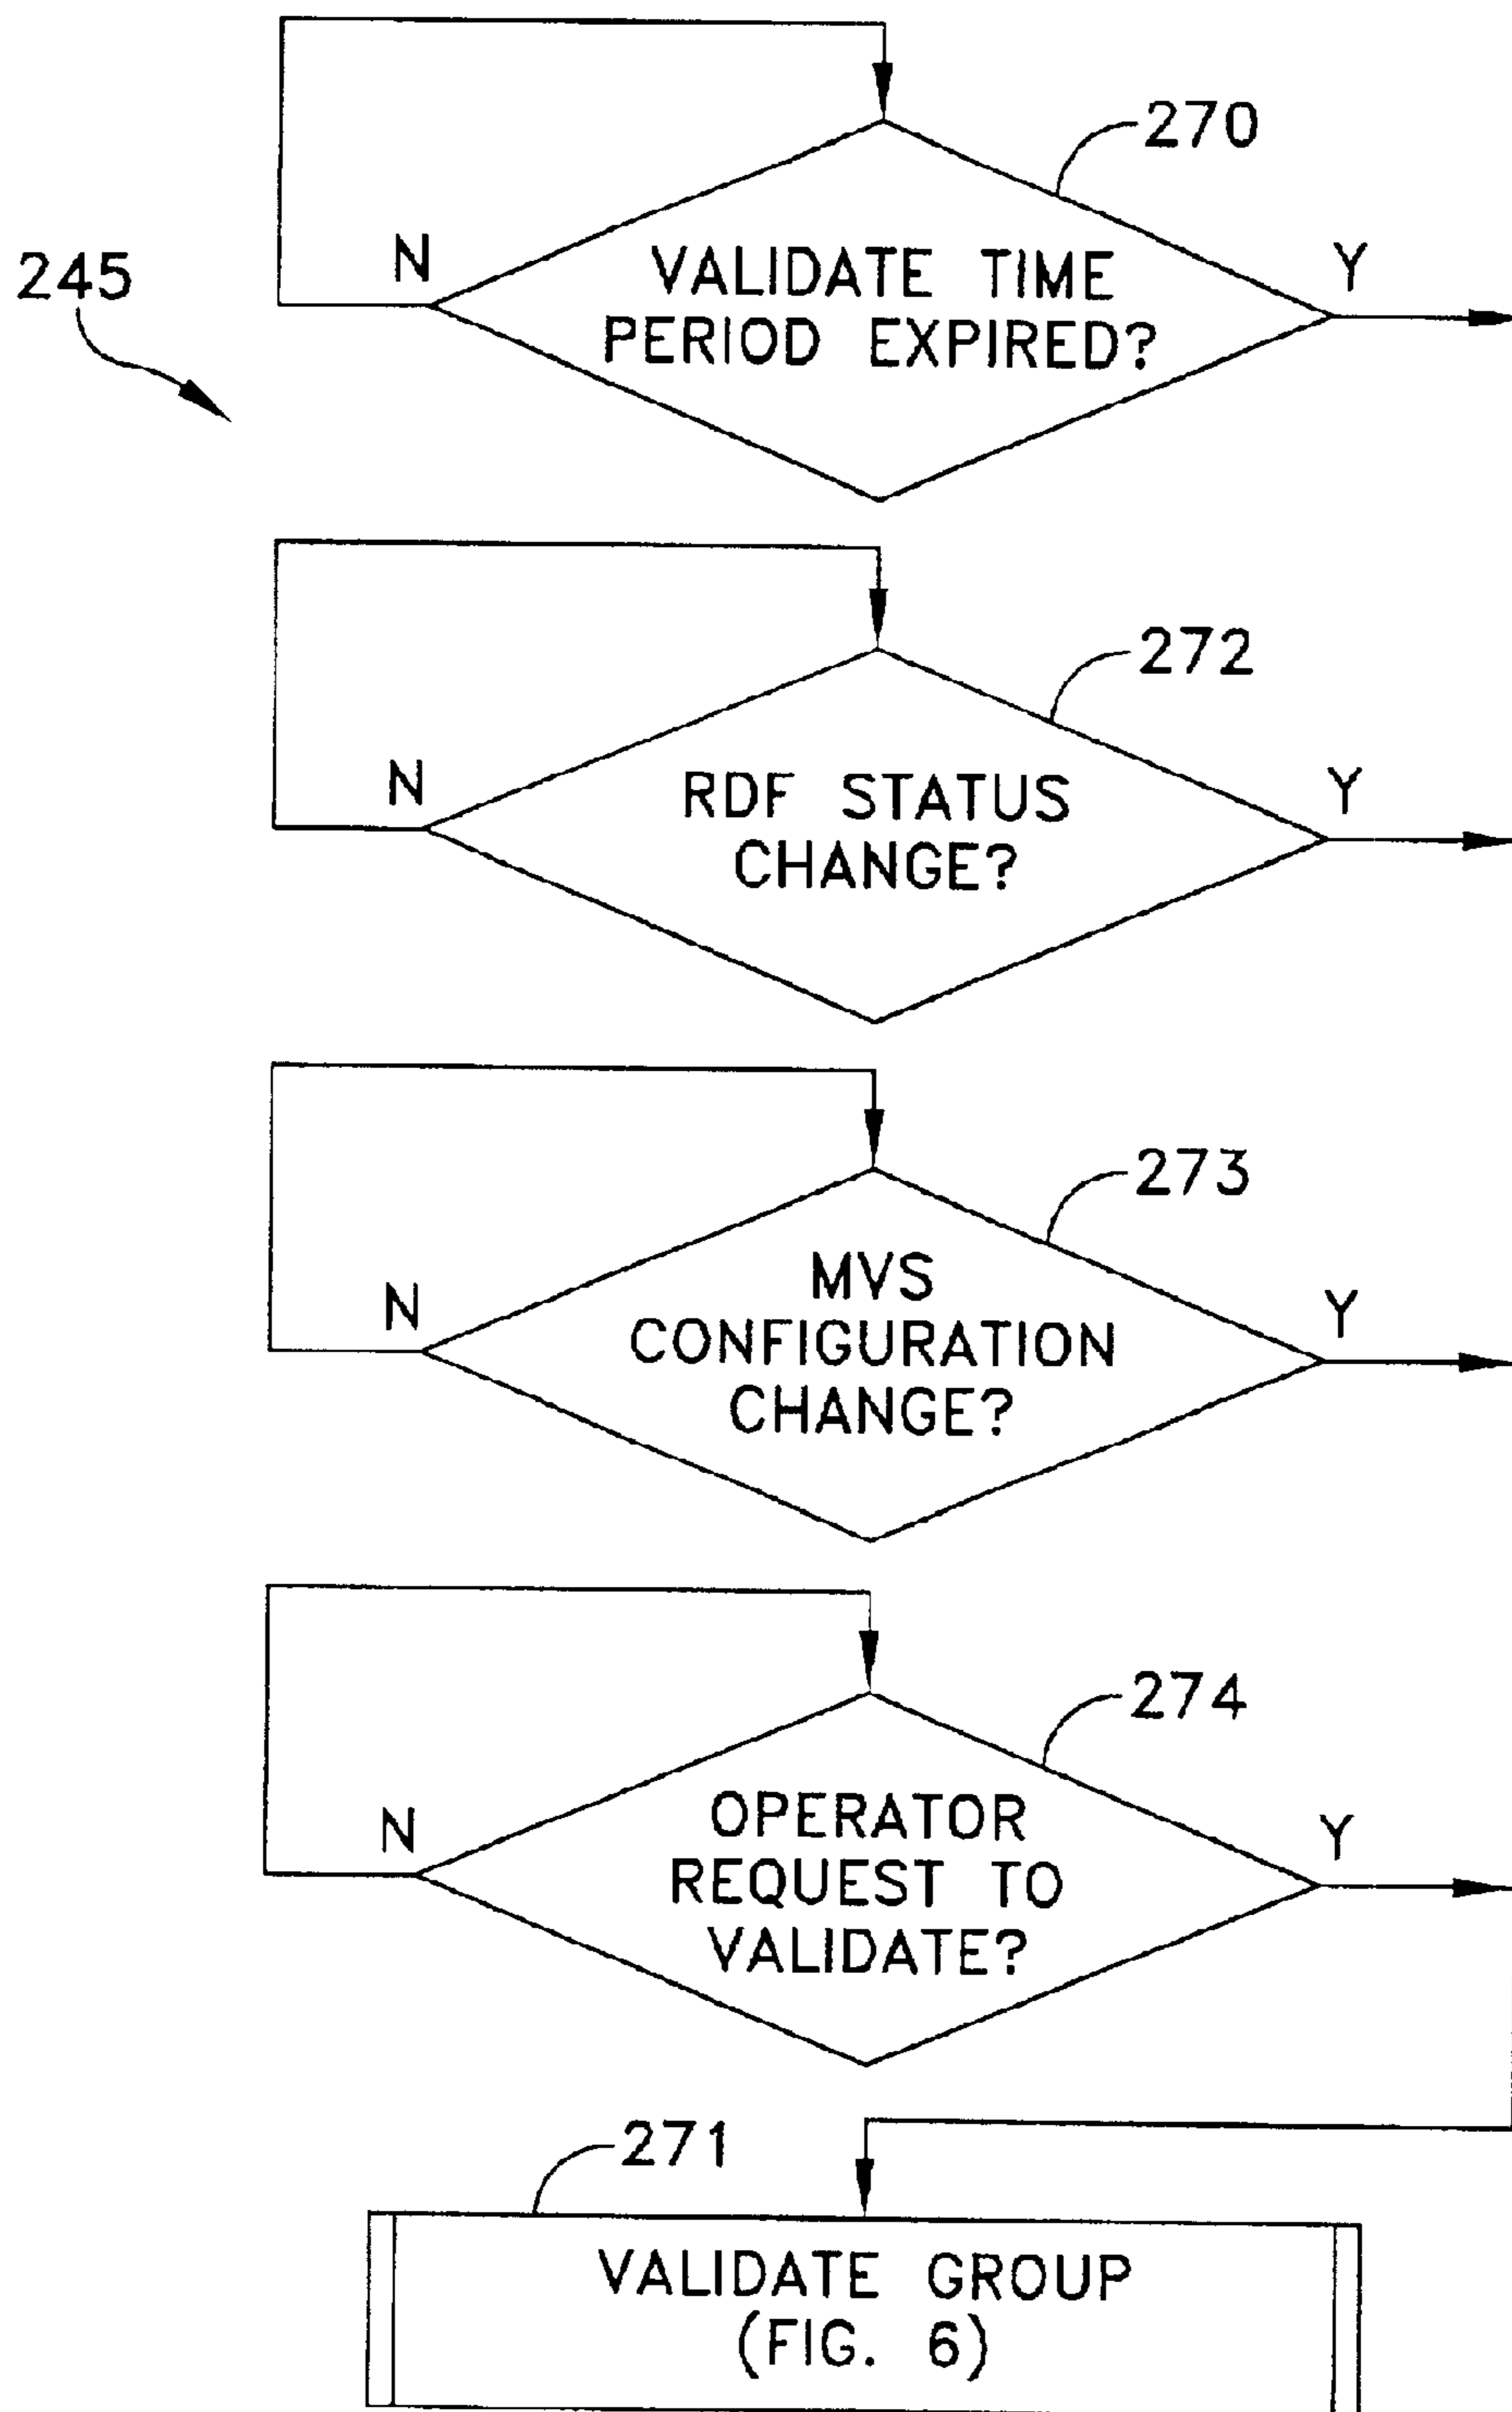 270
245
N
Y
VALIDATE TIME
PERIOD EXPIRED?
272
N
Y
RDF STATUS
CHANGE?
273
N
Y
MVS
CONFIGURATION
CHANGE?
274
N
Y
OPERATOR
REQUEST TO
VALIDATE?
271
VALIDATE GROUP
(FIG. 6)